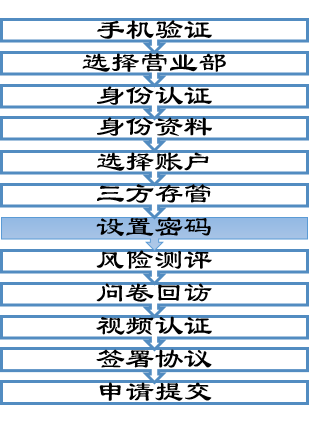 手机验证
选择营业部
身份认证
身份资料
选择账户
三方存管
设置密码
风险测评
问卷回访
视频认证
签署协议
申请提交